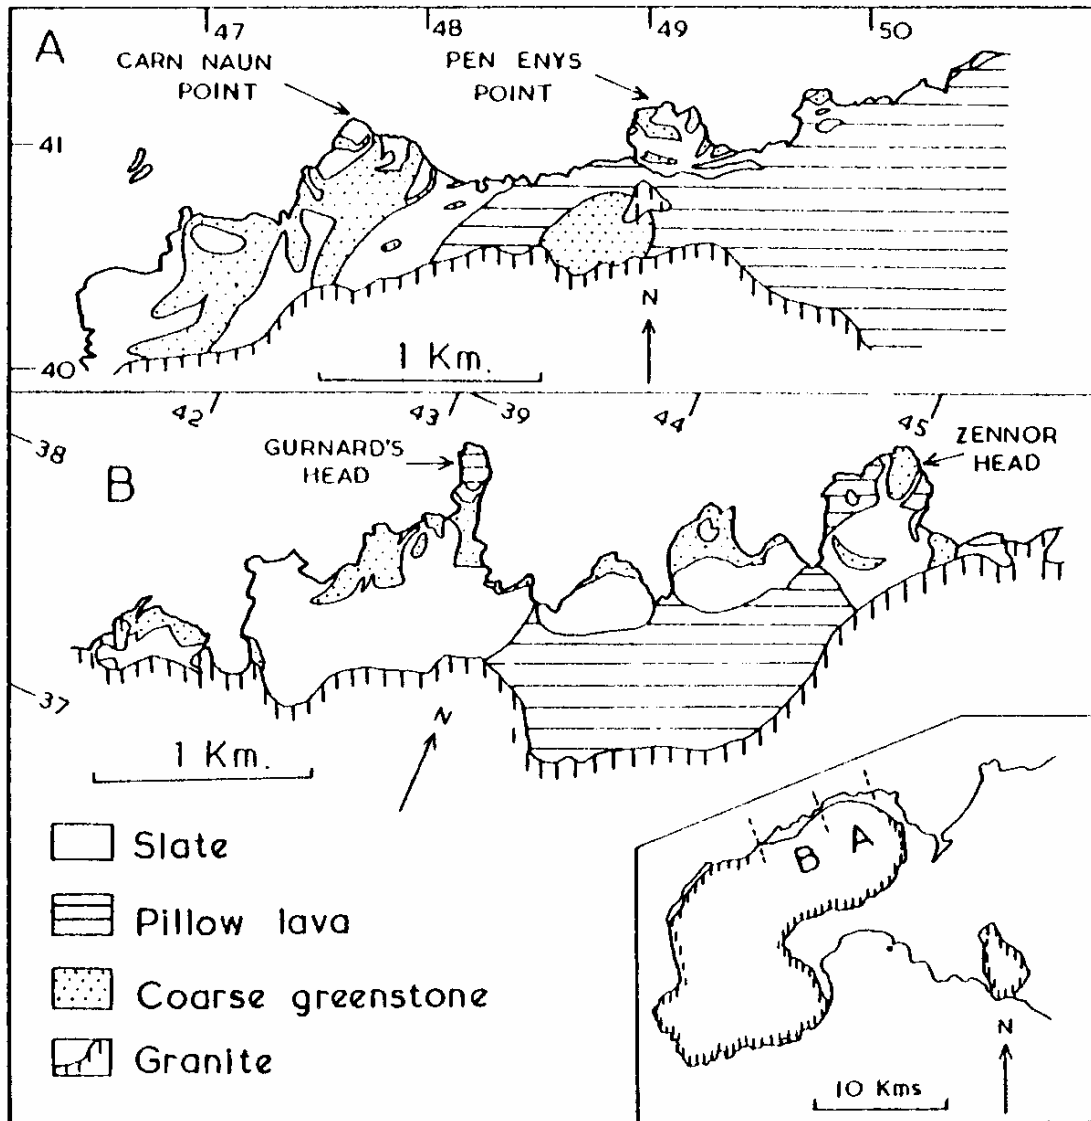 47 48 49 50
A
CARN NAUN
POINT
PEN ENYS
POINT
41
40
1 Km.
N
42 43 39 44 45
38
B
GURNARD'S
HEAD
ZENNOR
HEAD
37
1 Km.
N
Slate
Pillow lava
Coarse greenstone
Granite
B A
N
10 Kms